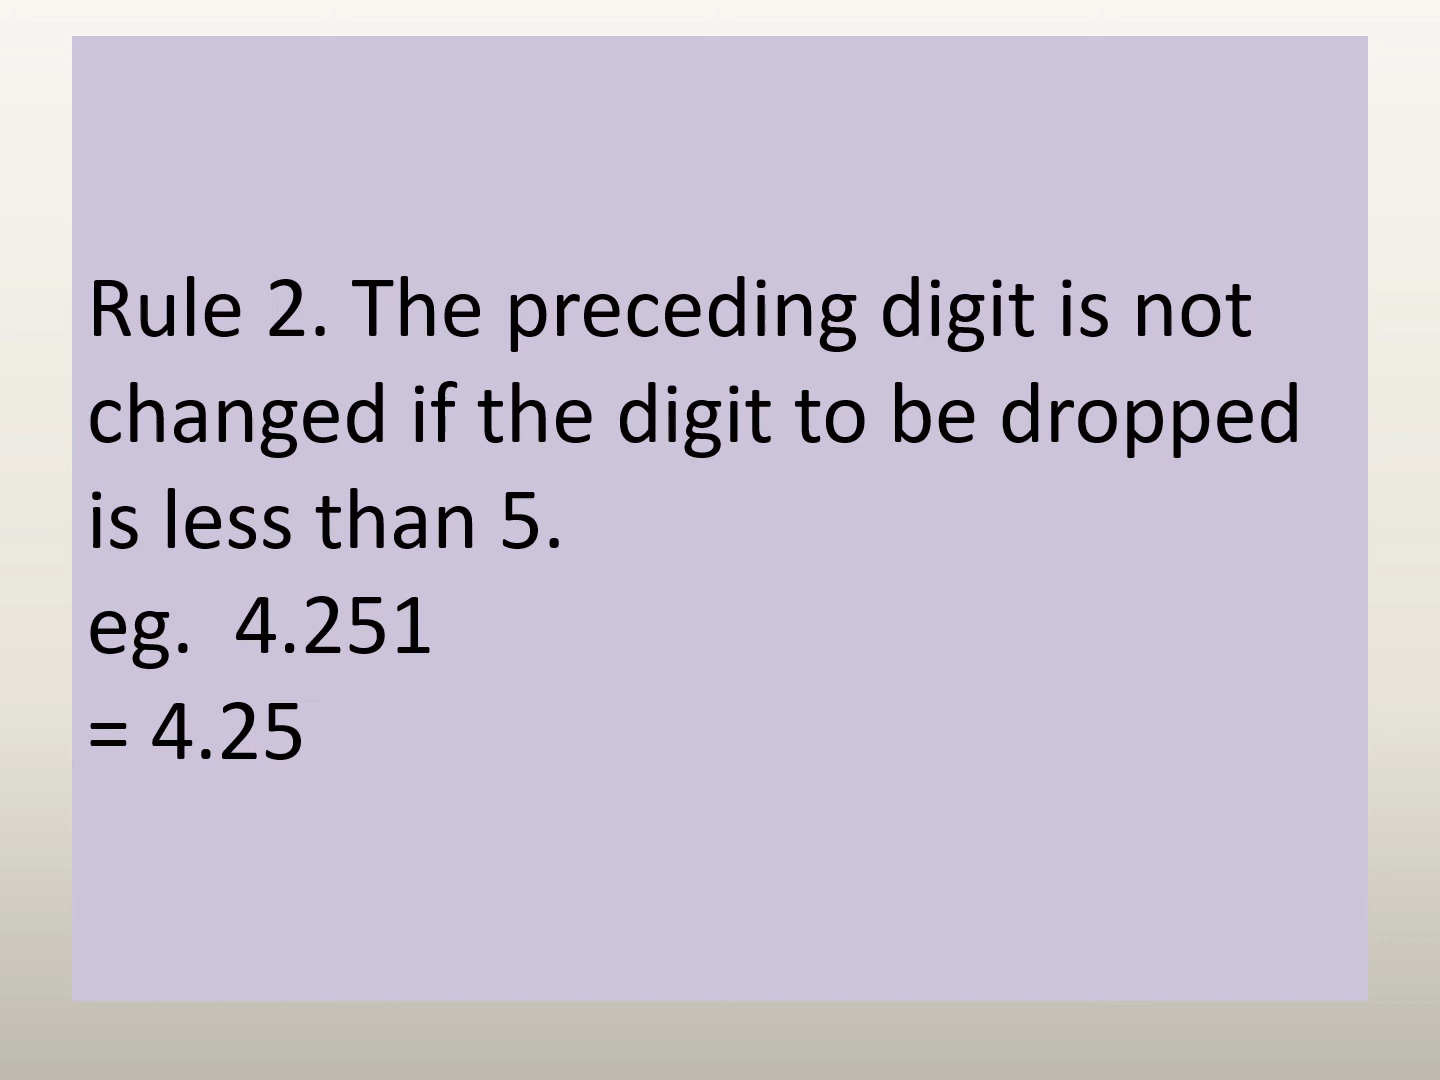 Rule 2. The preceding digit is not
changed if the digit to be dropped
is less than 5.
eg.  4.251
= 4.25